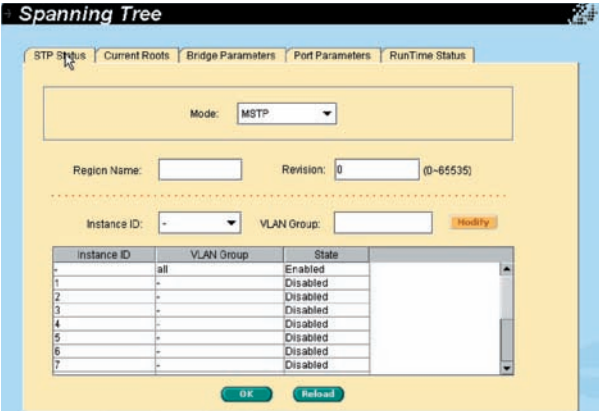 Spanning Tree
STP Status Current Roots Bridge Parameters Port Parameters RunTime Status
Mode: MSTP
Region Name: Revision: 0 (0~65535)
Instance ID: - VLAN Group: Modify
Instance ID VLAN Group State
- all Enabled
1 - Disabled
2 - Disabled
3 - Disabled
4 - Disabled
5 - Disabled
6 - Disabled
7 - Disabled
OK Reload